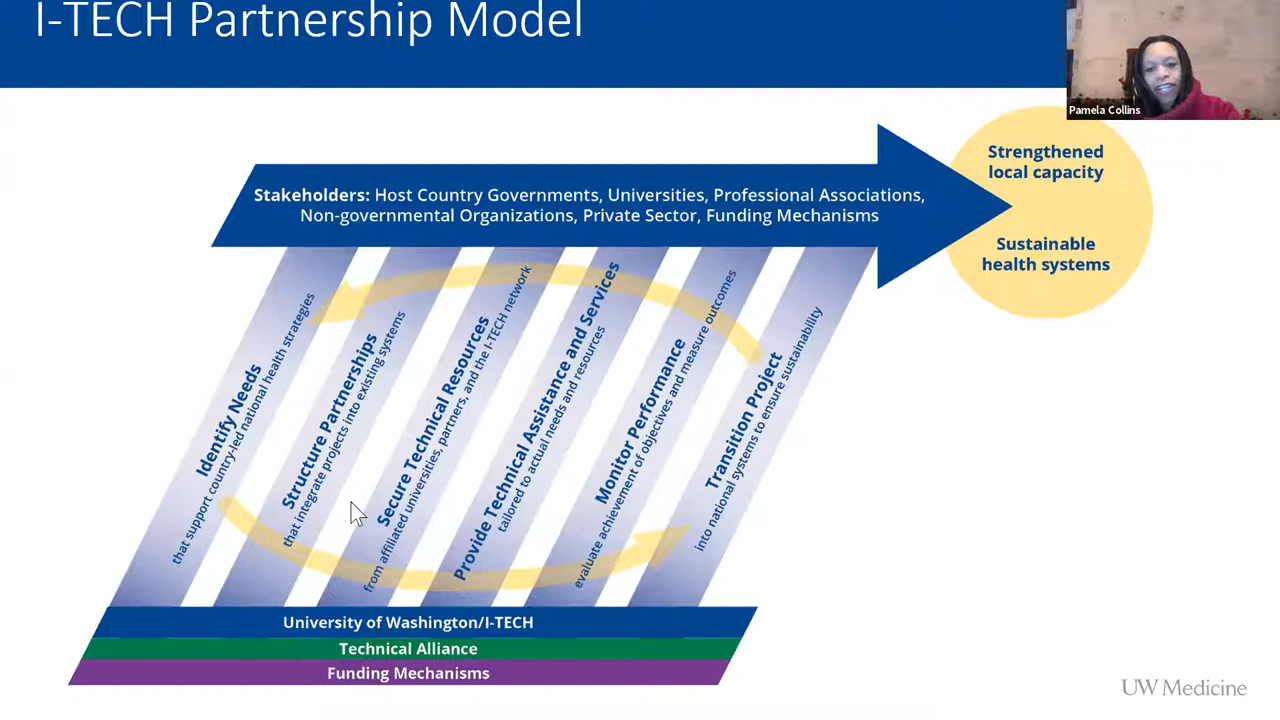 I-TECH Partnership Model
Pamela Collins
Strengthened
local capacity
Sustainable
health systems
Stakeholders: Host Country Governments, Universities, Professional Associations,
Non-governmental Organizations, Private Sector, Funding Mechanisms
Identify Needs
that support country-led national health strategies
Structure Partnerships
that integrate projects into existing systems
Secure Technical Resources
from affiliated universities, partners, and the I-TECH network
Provide Technical Assistance and Services
tailored to actual needs and resources
Monitor Performance
evaluate achievement of objectives and measure outcomes
Transition Project
into national systems to ensure sustainability
University of Washington/I-TECH
Technical Alliance
Funding Mechanisms
UW Medicine